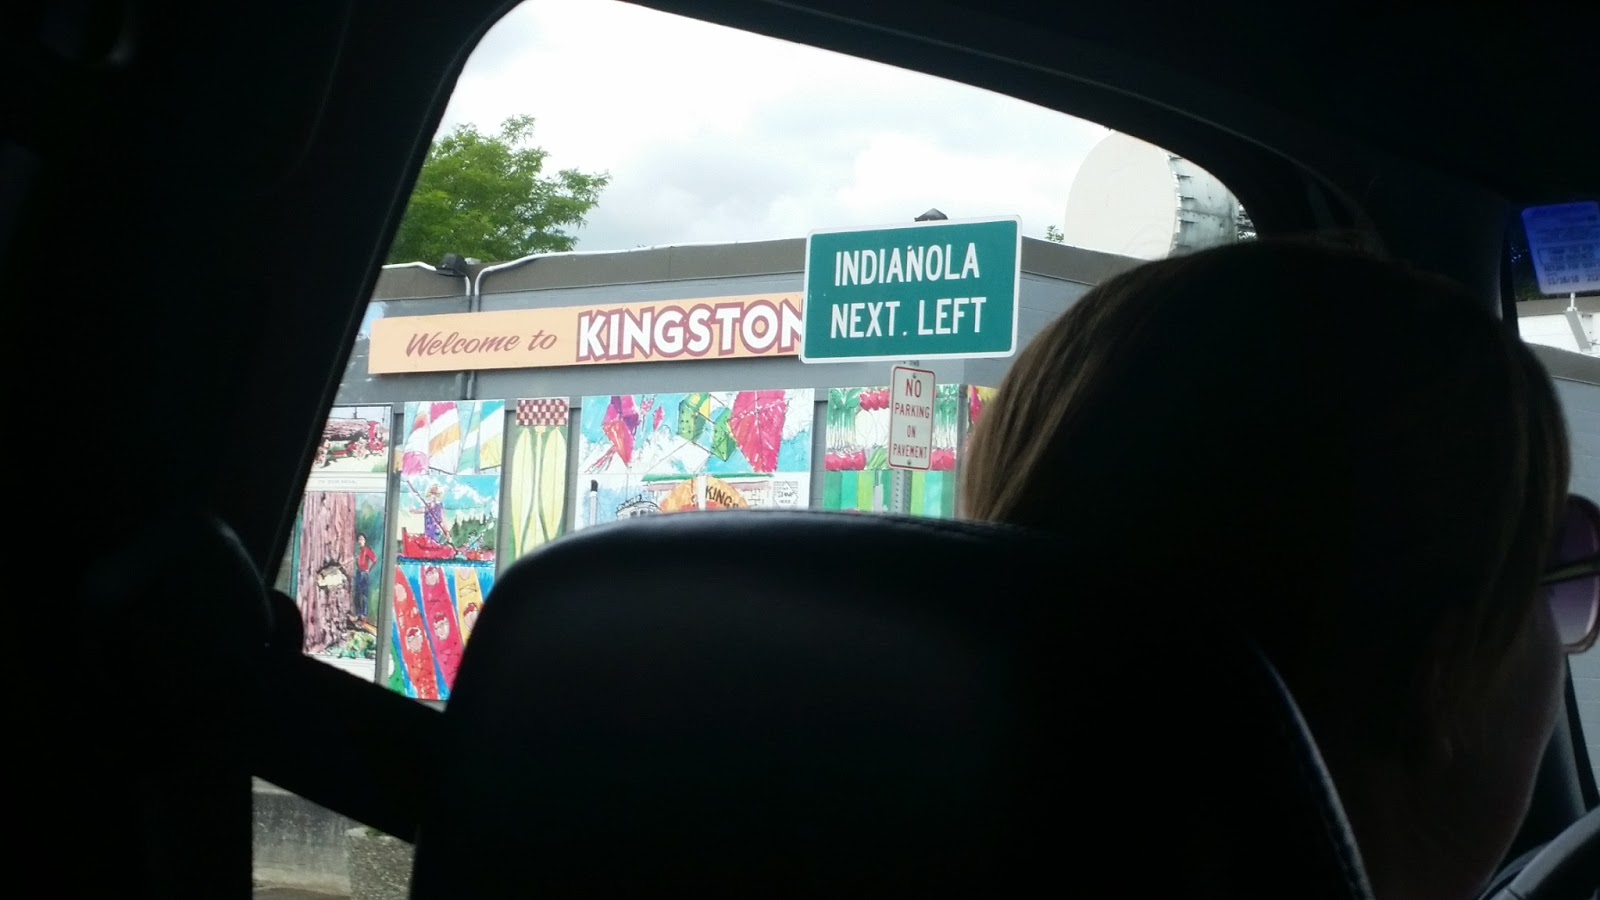 Welcome to KINGSTON
INDIANOLA
NEXT LEFT
NO
PARKING
ON
PAVEMENT